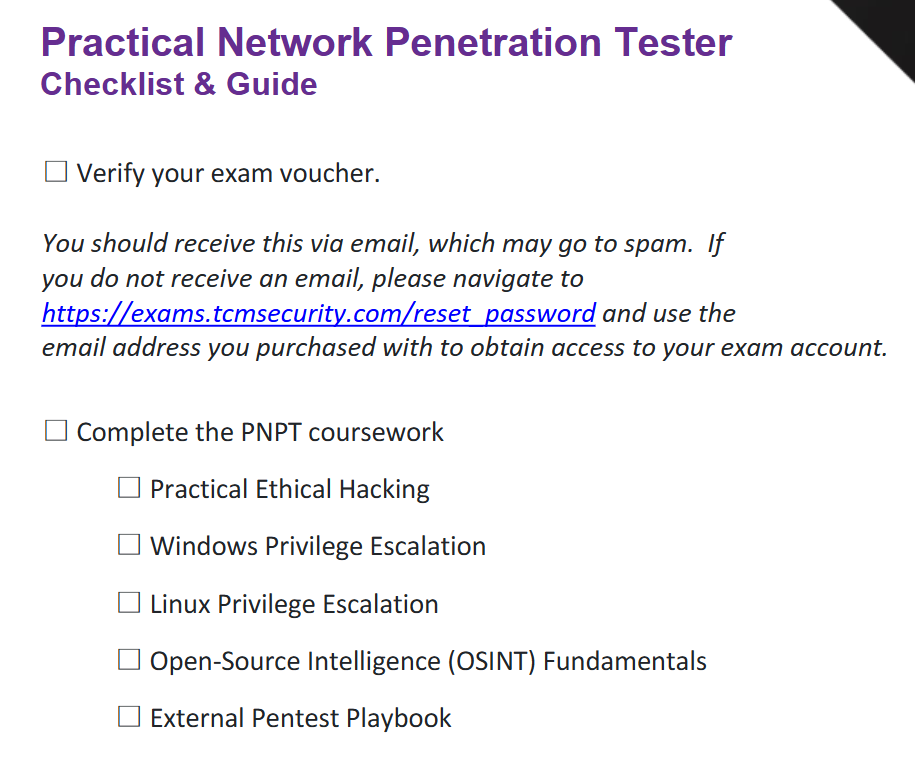 Practical Network Penetration Tester
Checklist & Guide
☐ Verify your exam voucher.
You should receive this via email, which may go to spam.  If
you do not receive an email, please navigate to
https://exams.tcmsecurity.com/reset_password and use the
email address you purchased with to obtain access to your exam account.
☐ Complete the PNPT coursework
☐ Practical Ethical Hacking
☐ Windows Privilege Escalation
☐ Linux Privilege Escalation
☐ Open-Source Intelligence (OSINT) Fundamentals
☐ External Pentest Playbook